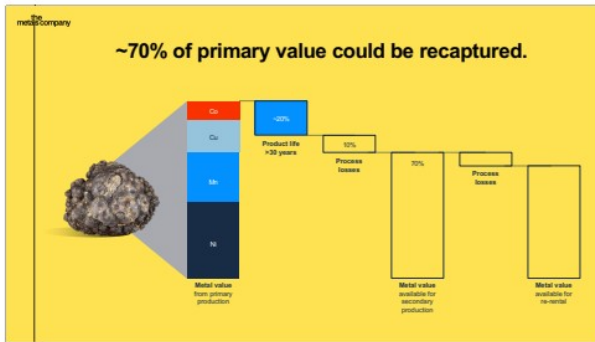 the
metals company
~70% of primary value could be recaptured.
Co
Cu
Mn
Ni
~20%
10%
70%
Product life
>30 years
Process
losses
Process
losses
Metal value
from primary
production
Metal value
available for
secondary
production
Metal value
available for
re-rental